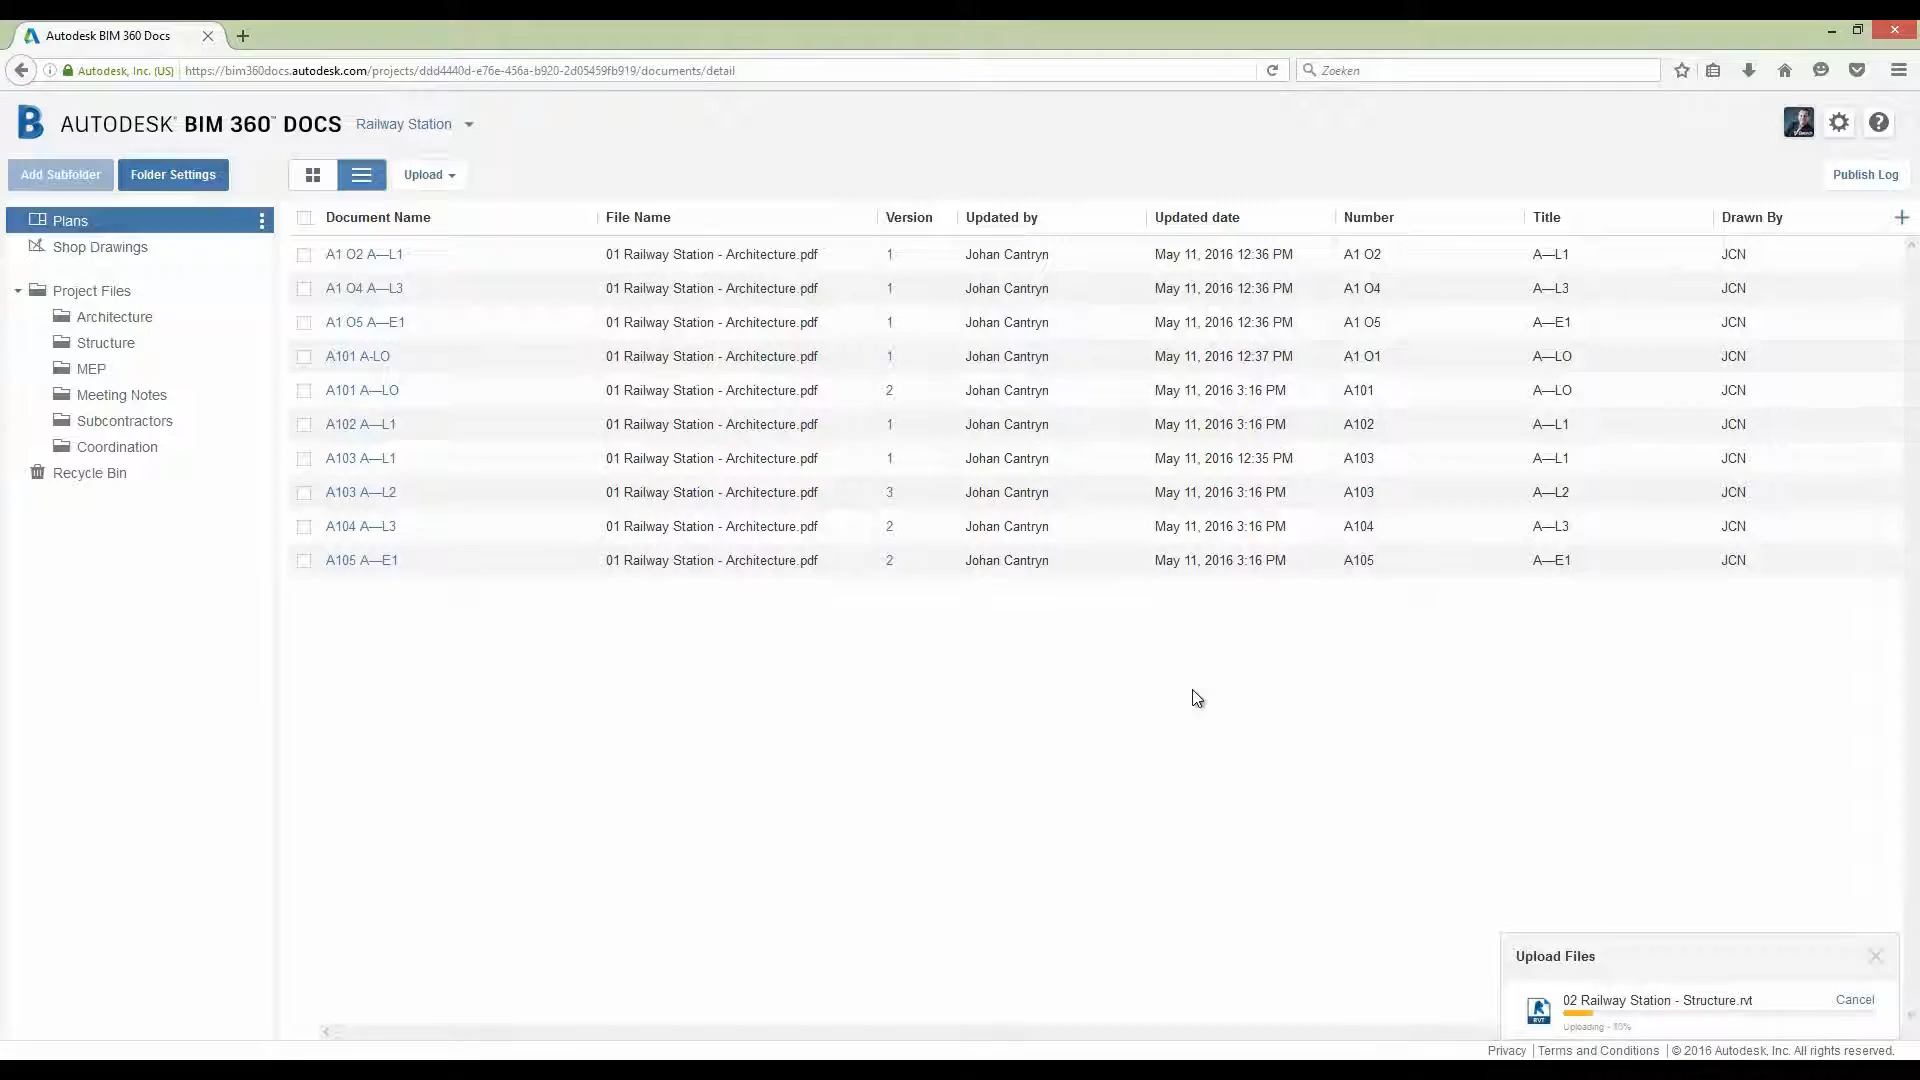 Autodesk BIM 360 Docs
Autodesk, Inc. (US) https://bim360docs.autodesk.com/projects/ddd4440d-e76e-456a-b920-2d05459fb919/documents/detail Zoeken
B AUTODESK® BIM 360™ DOCS Railway Station
Add Subfolder Folder Settings Upload Publish Log
Plans
Shop Drawings
Project Files
Architecture
Structure
MEP
Meeting Notes
Subcontractors
Coordination
Recycle Bin
Document Name File Name Version Updated by Updated date Number Title Drawn By
A1 O2 A—L1 01 Railway Station - Architecture.pdf 1 Johan Cantryn May 11, 2016 12:36 PM A1 O2 A—L1 JCN
A1 O4 A—L3 01 Railway Station - Architecture.pdf 1 Johan Cantryn May 11, 2016 12:36 PM A1 O4 A—L3 JCN
A1 O5 A—E1 01 Railway Station - Architecture.pdf 1 Johan Cantryn May 11, 2016 12:36 PM A1 O5 A—E1 JCN
A101 A-LO 01 Railway Station - Architecture.pdf 1 Johan Cantryn May 11, 2016 12:37 PM A1 O1 A—LO JCN
A101 A—LO 01 Railway Station - Architecture.pdf 2 Johan Cantryn May 11, 2016 3:16 PM A101 A—LO JCN
A102 A—L1 01 Railway Station - Architecture.pdf 1 Johan Cantryn May 11, 2016 3:16 PM A102 A—L1 JCN
A103 A—L1 01 Railway Station - Architecture.pdf 1 Johan Cantryn May 11, 2016 12:35 PM A103 A—L1 JCN
A103 A—L2 01 Railway Station - Architecture.pdf 3 Johan Cantryn May 11, 2016 3:16 PM A103 A—L2 JCN
A104 A—L3 01 Railway Station - Architecture.pdf 2 Johan Cantryn May 11, 2016 3:16 PM A104 A—L3 JCN
A105 A—E1 01 Railway Station - Architecture.pdf 2 Johan Cantryn May 11, 2016 3:16 PM A105 A—E1 JCN
Upload Files
02 Railway Station - Structure.rvt Cancel
RVT
Uploading - 10%
Privacy | Terms and Conditions | © 2016 Autodesk, Inc. All rights reserved.